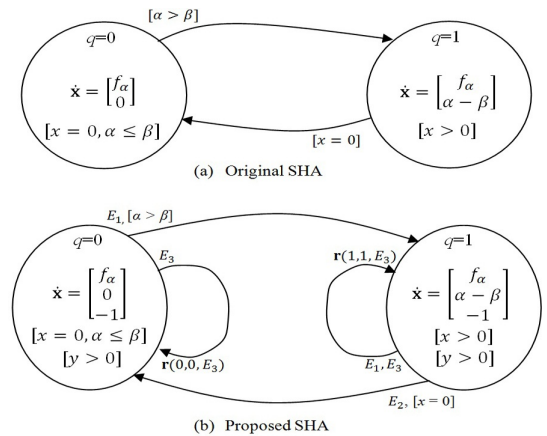 [α > β]
q=0
ẋ = [f_α 0]
[x = 0, α ≤ β]
q=1
ẋ = [f_α α − β]
[x > 0]
[x = 0]
(a) Original SHA
E_1, [α > β]
q=0
ẋ = [f_α 0 −1]
[x = 0, α ≤ β]
[y > 0]
E_3
r(0,0, E_3)
r(1,1, E_3)
E_1, E_3
q=1
ẋ = [f_α α − β −1]
[x > 0]
[y > 0]
E_2, [x = 0]
(b) Proposed SHA